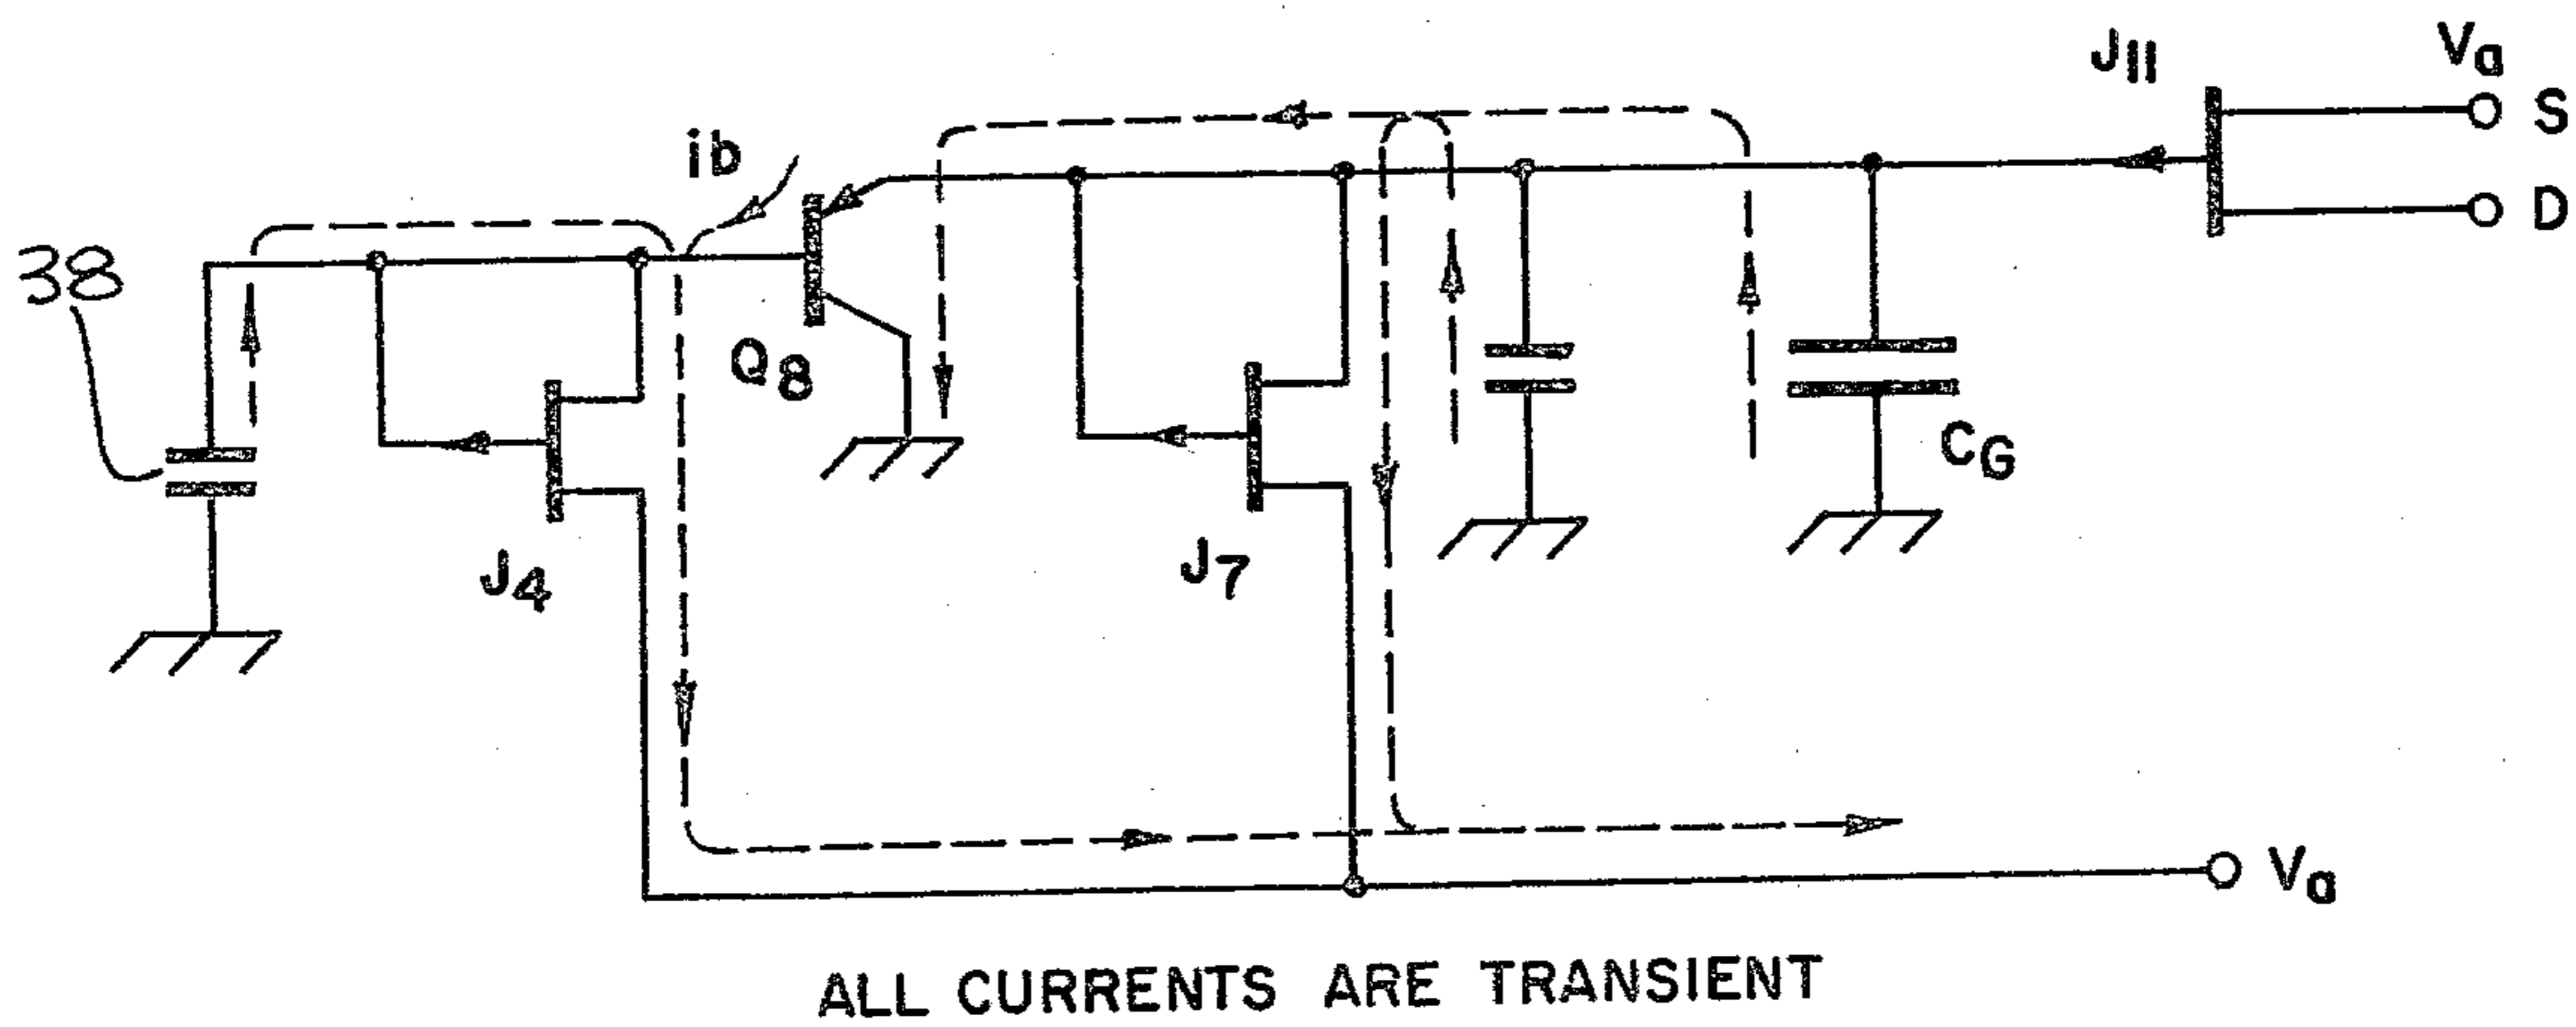 J11
Va
S
ib
D
38
Q8
CG
J4
J7
Va
ALL CURRENTS ARE TRANSIENT